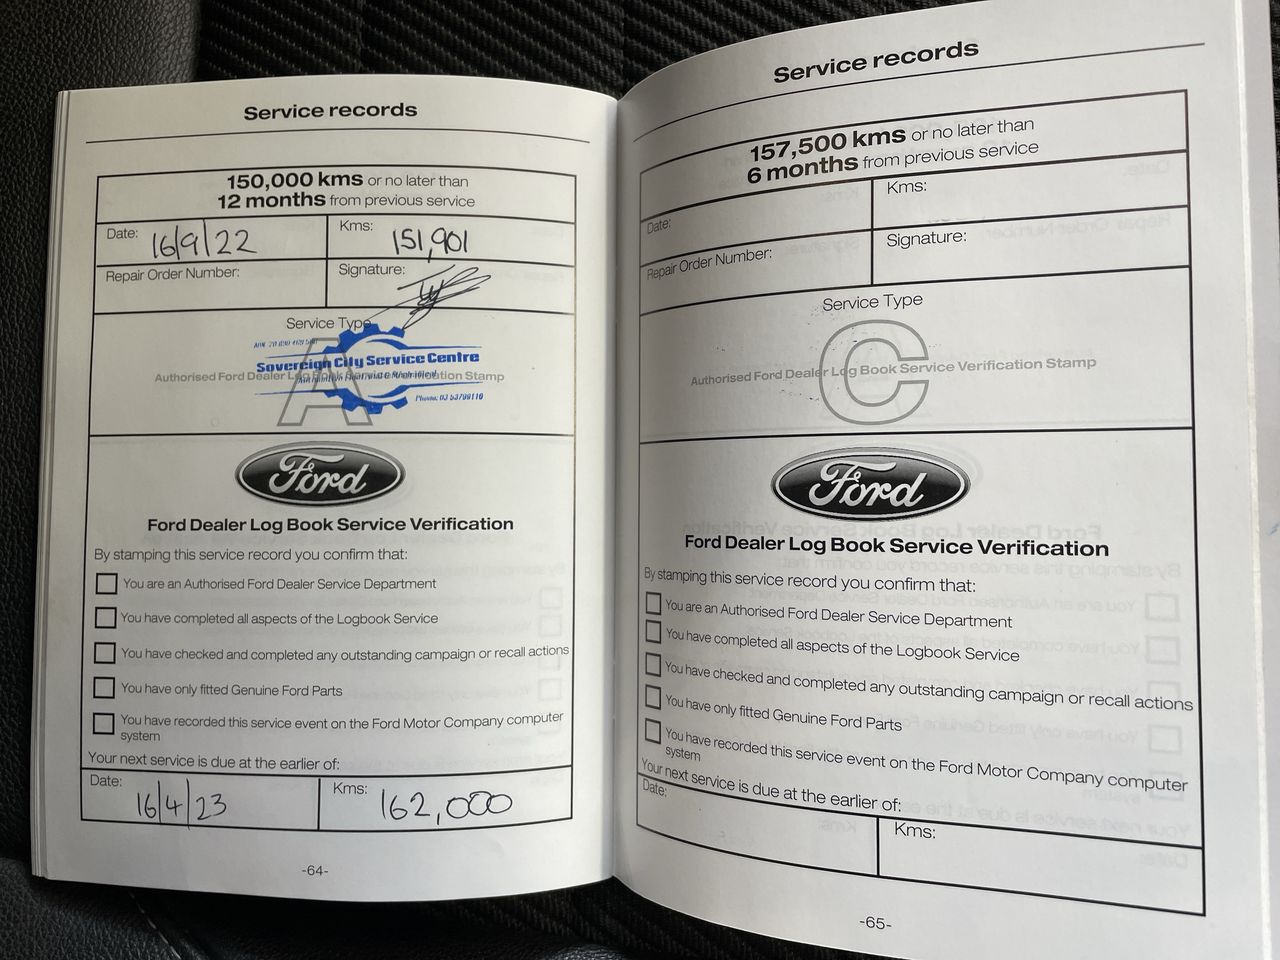 Service records
150,000 kms or no later than
12 months from previous service
Date: 16/9/22
Kms: 151,901
Repair Order Number:
Signature:
Service Type
A
Sovereign City Service Centre
Authorised Ford Dealer Log Book Service Verification Stamp
Phone: 03 53799110
Ford
Ford Dealer Log Book Service Verification
By stamping this service record you confirm that:
You are an Authorised Ford Dealer Service Department
You have completed all aspects of the Logbook Service
You have checked and completed any outstanding campaign or recall actions
You have only fitted Genuine Ford Parts
You have recorded this service event on the Ford Motor Company computer
system
Your next service is due at the earlier of:
Date: 16/4/23
Kms: 162,000
-64-
Service records
157,500 kms or no later than
6 months from previous service
Date:
Kms:
Repair Order Number:
Signature:
Service Type
C
Authorised Ford Dealer Log Book Service Verification Stamp
Ford
Ford Dealer Log Book Service Verification
By stamping this service record you confirm that:
You are an Authorised Ford Dealer Service Department
You have completed all aspects of the Logbook Service
You have checked and completed any outstanding campaign or recall actions
You have only fitted Genuine Ford Parts
You have recorded this service event on the Ford Motor Company computer
system
Your next service is due at the earlier of:
Date:
Kms:
-65-